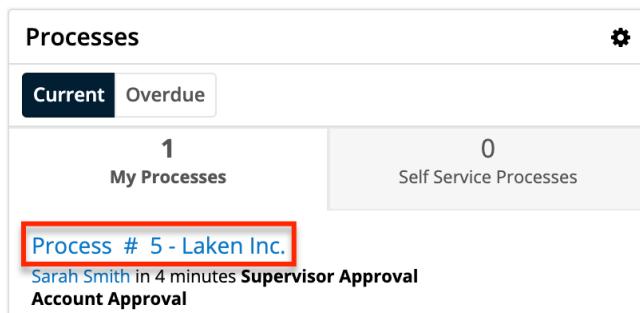 Processes
Current Overdue
1 0
My Processes Self Service Processes
Process # 5 - Laken Inc.
Sarah Smith in 4 minutes Supervisor Approval
Account Approval